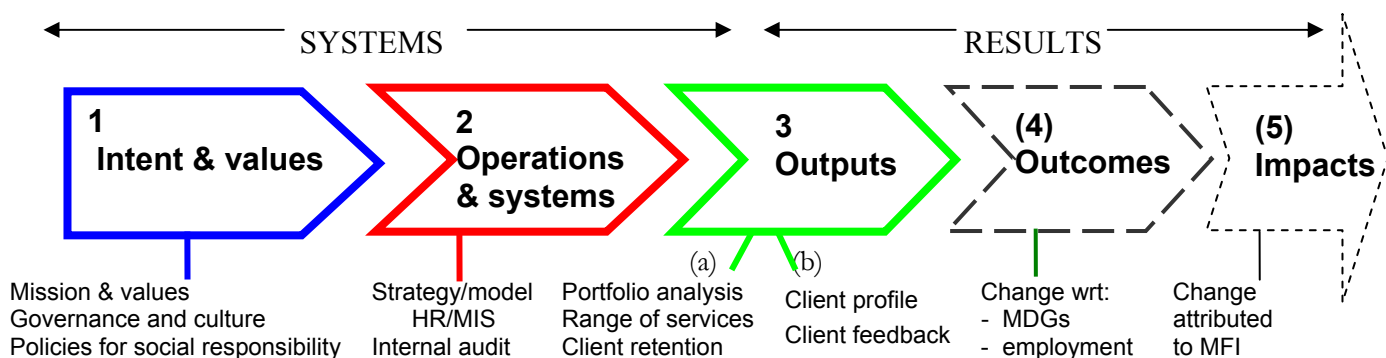 SYSTEMS
RESULTS
1
Intent & values
2
Operations
& systems
3
Outputs
(4)
Outcomes
(5)
Impacts
Mission & values
Governance and culture
Policies for social responsibility
Strategy/model
HR/MIS
Internal audit
(a)
Portfolio analysis
Range of services
Client retention
(b)
Client profile
Client feedback
Change wrt:
- MDGs
- employment
Change
attributed
to MFI